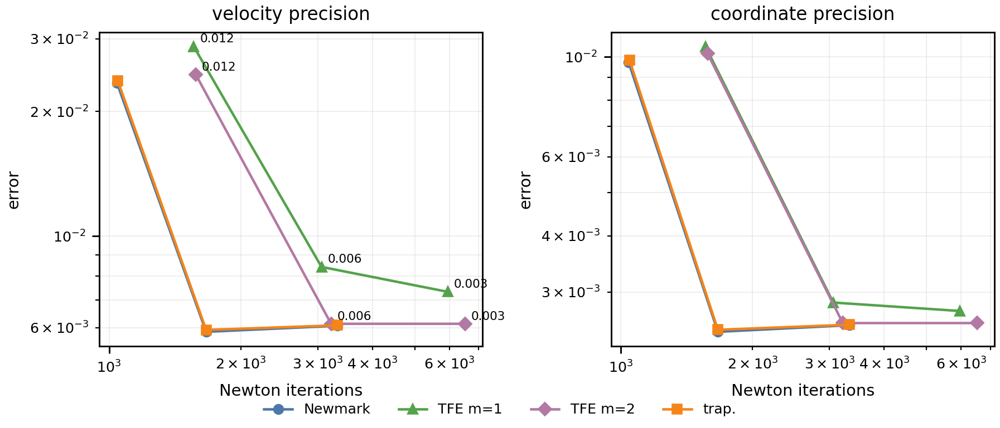 velocity precision
3 × 10⁻²
2 × 10⁻²
10⁻²
6 × 10⁻³
error
0.012
0.012
0.006
0.003
0.006
0.003
10³
2 × 10³
3 × 10³
4 × 10³
6 × 10³
Newton iterations
coordinate precision
10⁻²
6 × 10⁻³
4 × 10⁻³
3 × 10⁻³
error
10³
2 × 10³
3 × 10³
4 × 10³
6 × 10³
Newton iterations
Newmark
TFE m=1
TFE m=2
trap.